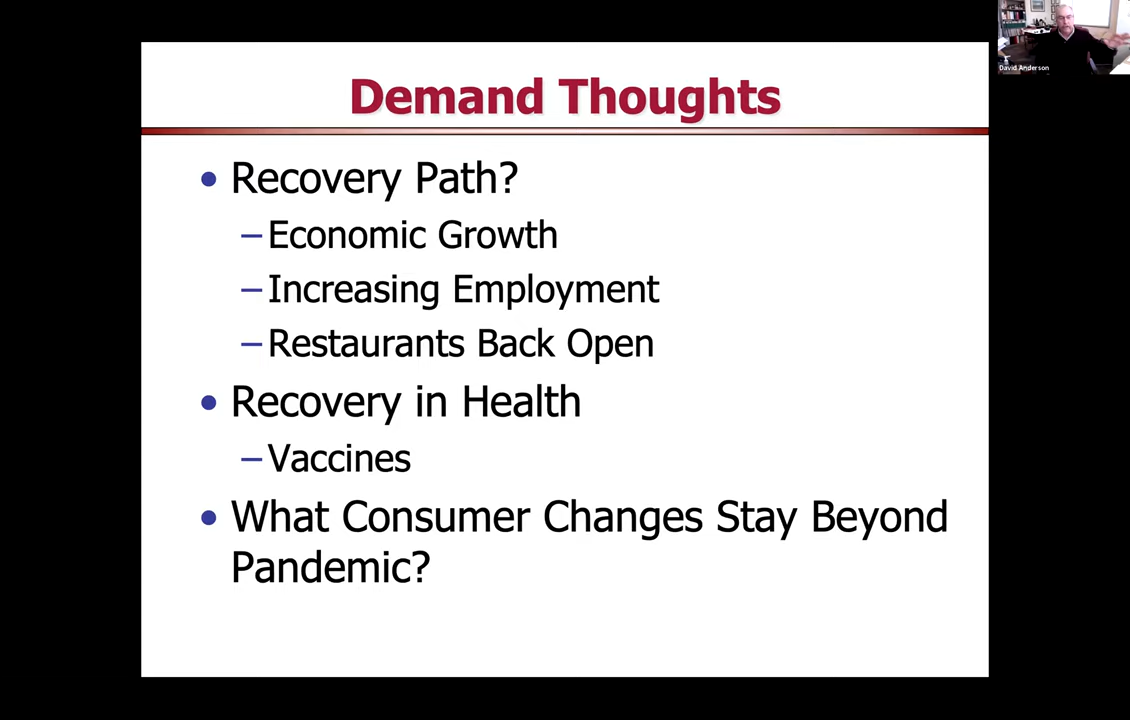 David Anderson
Demand Thoughts
• Recovery Path?
–Economic Growth
–Increasing Employment
–Restaurants Back Open
• Recovery in Health
–Vaccines
• What Consumer Changes Stay Beyond
Pandemic?